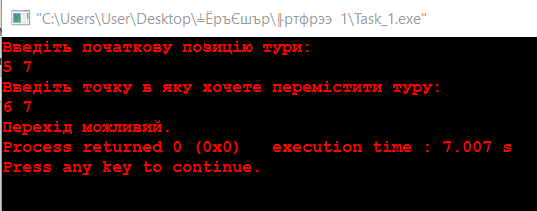 "C:\Users\User\Desktop\╧ЁръЄшър\╟ртфрээ  1\Task_1.exe"
Введіть початкову позицію тури:
5 7
Введіть точку в яку хочете перемістити туру:
6 7
Перехід можливий.
Process returned 0 (0x0)   execution time : 7.007 s
Press any key to continue.